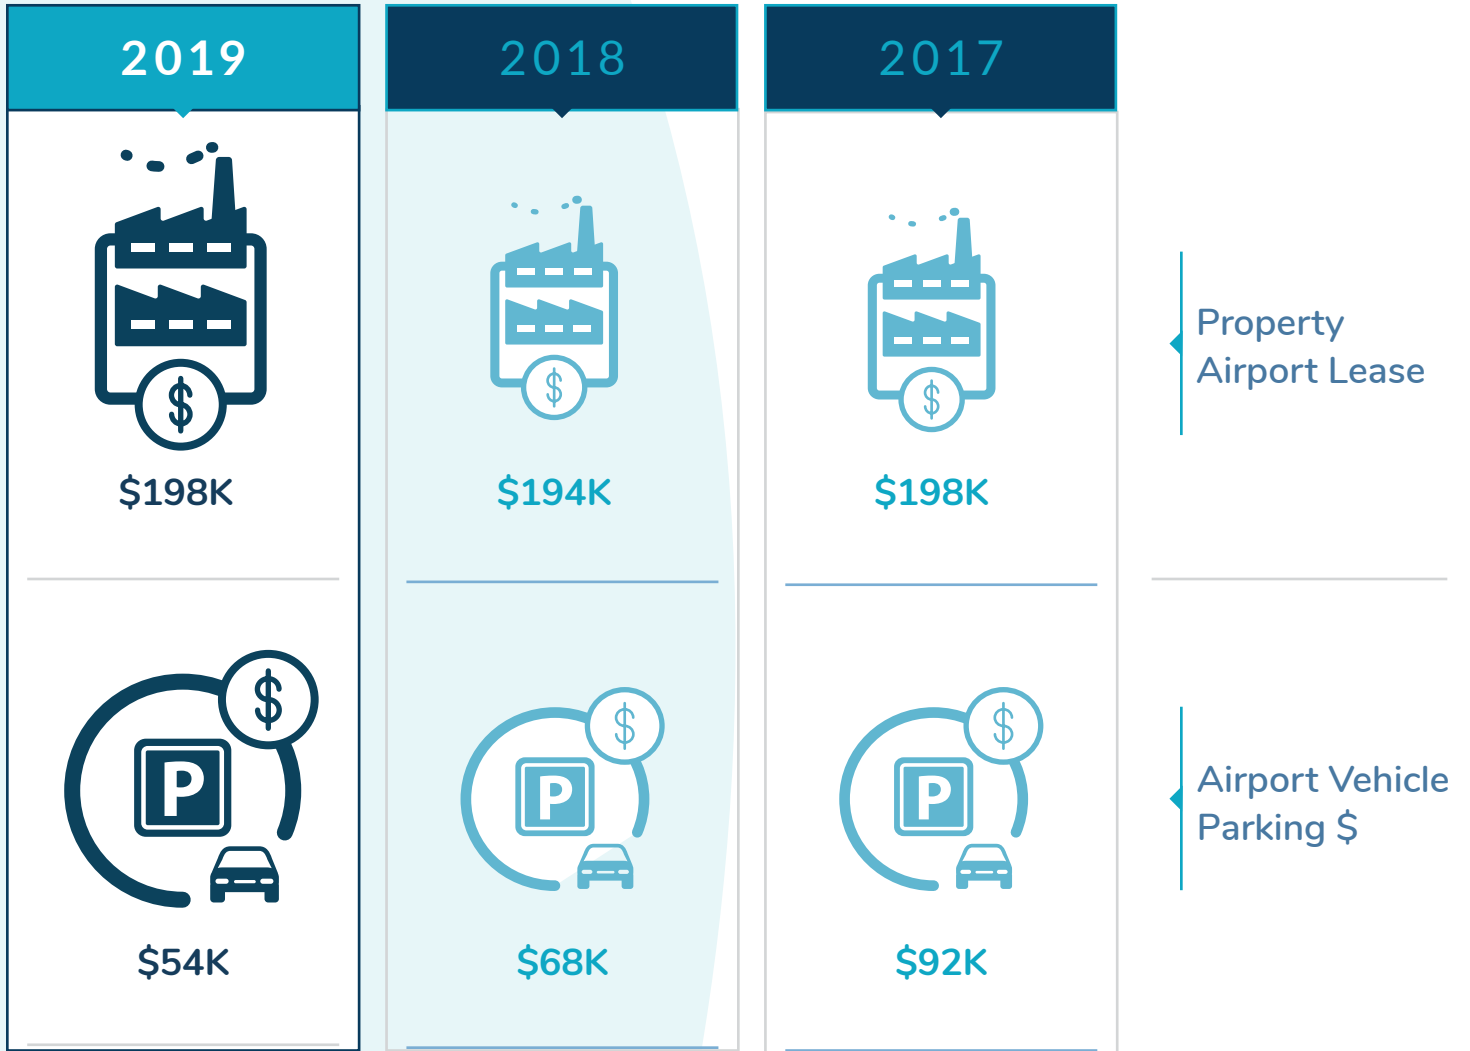 2019
2018
2017
$198K
$194K
$198K
Property
Airport Lease
$
$
$
$
$
$
P
P
P
Airport Vehicle
Parking $
$54K
$68K
$92K